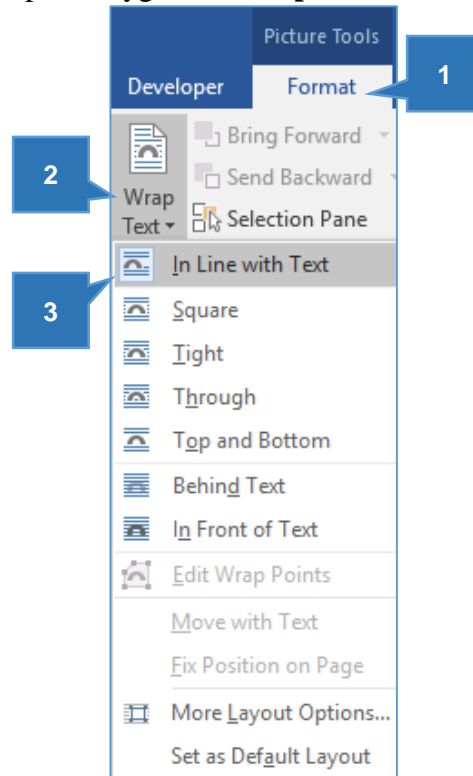 Picture Tools
Developer Format
1
Bring Forward
2
Send Backward
Wrap
Text
Selection Pane
In Line with Text
3
Square
Tight
Through
Top and Bottom
Behind Text
In Front of Text
Edit Wrap Points
Move with Text
Fix Position on Page
More Layout Options...
Set as Default Layout